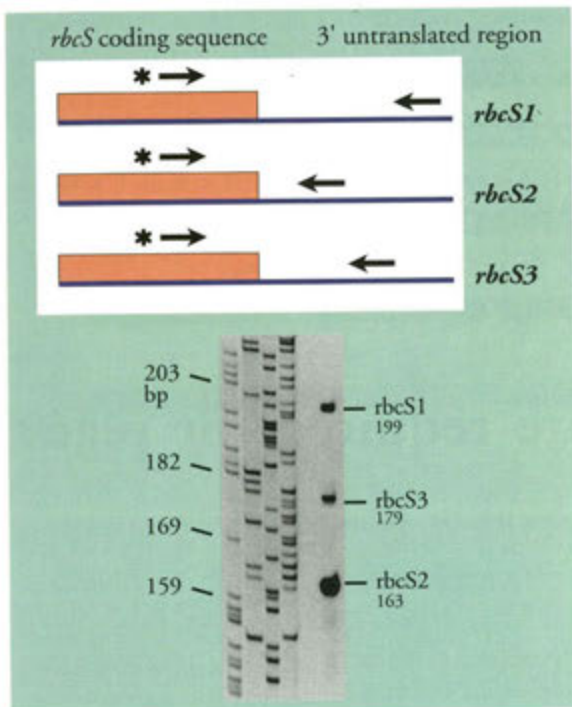 rbcS coding sequence 3' untranslated region
* rbcS1
* rbcS2
* rbcS3
203
bp
182
169
159
rbcS1
199
rbcS3
179
rbcS2
163